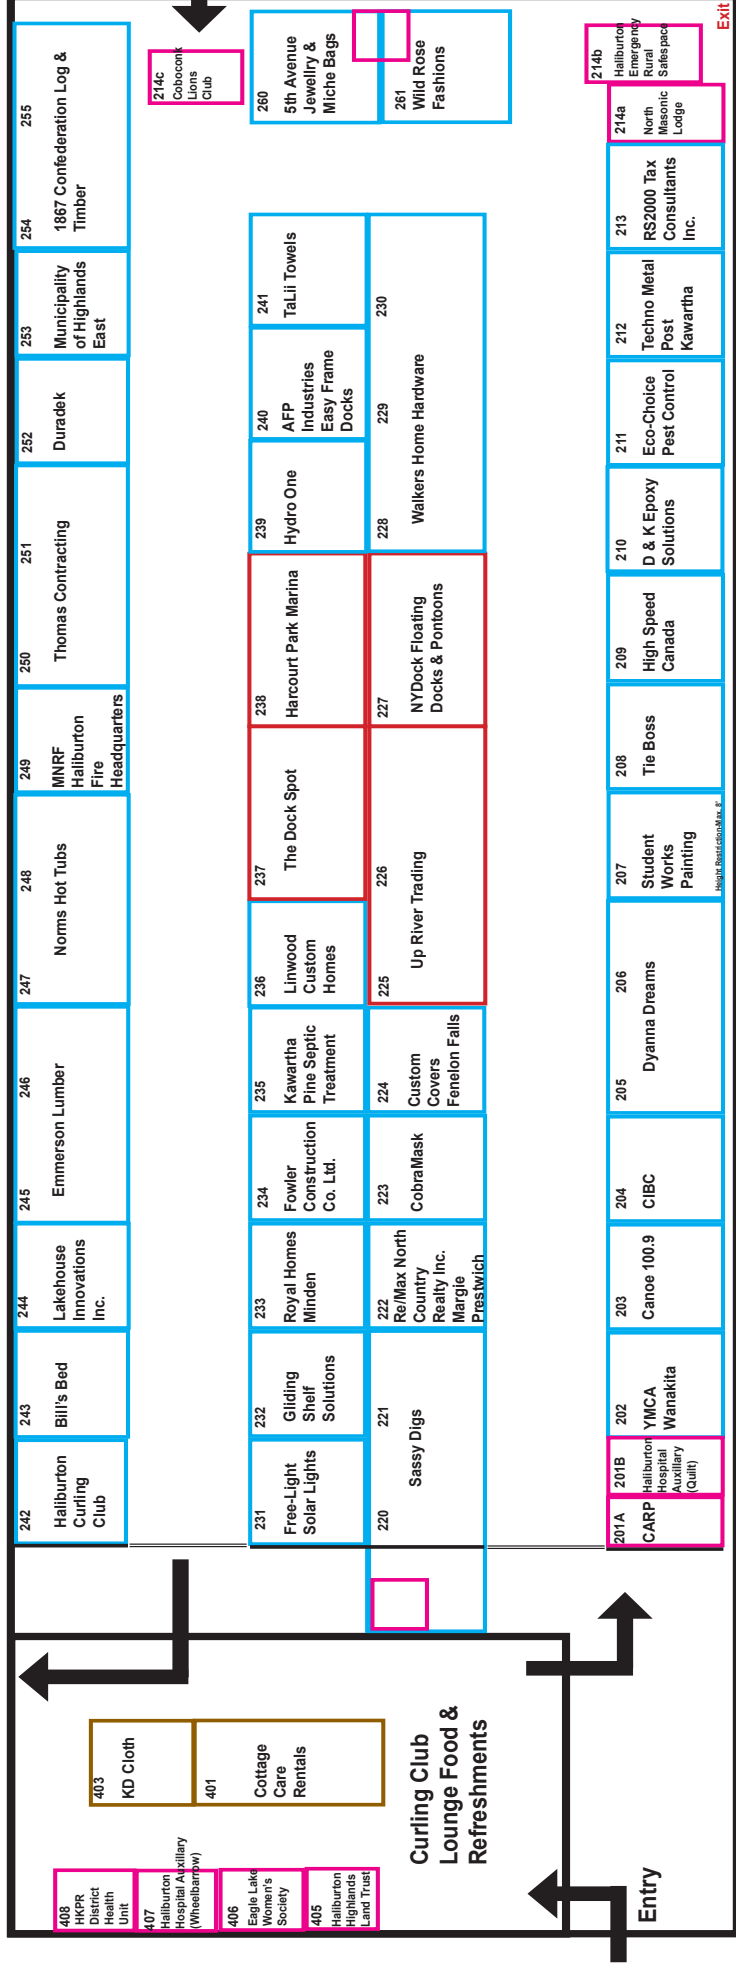 255
254
1867 Confederation Log &
Timber
253
Municipality
of Highlands
East
252
Duradek
251
250
Thomas Contracting
249
MNRF
Haliburton
Fire
Headquarters
248
247
Norms Hot Tubs
246
245
Emmerson Lumber
244
Lakehouse
Innovations
Inc.
243
Bill's Bed
242
Haliburton
Curling
Club
214c
Coboconk
Lions
Club
260
5th Avenue
Jewellry &
Miche Bags
261
Wild Rose
Fashions
241
TaLii Towels
240
AFP
Industries
Easy Frame
Docks
239
Hydro One
238
Harcourt Park Marina
237
The Dock Spot
236
Linwood
Custom
Homes
235
Kawartha
Pine Septic
Treatment
234
Fowler
Construction
Co. Ltd.
233
Royal Homes
Minden
232
Gliding
Shelf
Solutions
231
Free-Light
Solar Lights
230
229
228
Walkers Home Hardware
227
NYDock Floating
Docks & Pontoons
226
225
Up River Trading
224
Custom
Covers
Fenelon Falls
223
CobraMask
222
Re/Max North
Country
Realty Inc.
Margie
Prestwich
221
220
Sassy Digs
Exit
214b
Haliburton
Emergency
Rural
Safespace
214a
North
Masonic
Lodge
213
RS2000 Tax
Consultants
Inc.
212
Techno Metal
Post
Kawartha
211
Eco-Choice
Pest Control
210
D & K Epoxy
Solutions
209
High Speed
Canada
208
Tie Boss
207
Student
Works
Painting
Height Restriction-Max. 8'
206
205
Dyanna Dreams
204
CIBC
203
Canoe 100.9
202
YMCA
Wanakita
201B
Haliburton
Hospital
Auxillary
(Quilt)
201A
CARP
403
KD Cloth
401
Cottage
Care
Rentals
408
HKPR
District
Health
Unit
407
Haliburton
Hospital Auxillary
(Wheelbarrow)
406
Eagle Lake
Women's
Society
405
Haliburton
Highlands
Land Trust
Curling Club
Lounge Food &
Refreshments
Entry